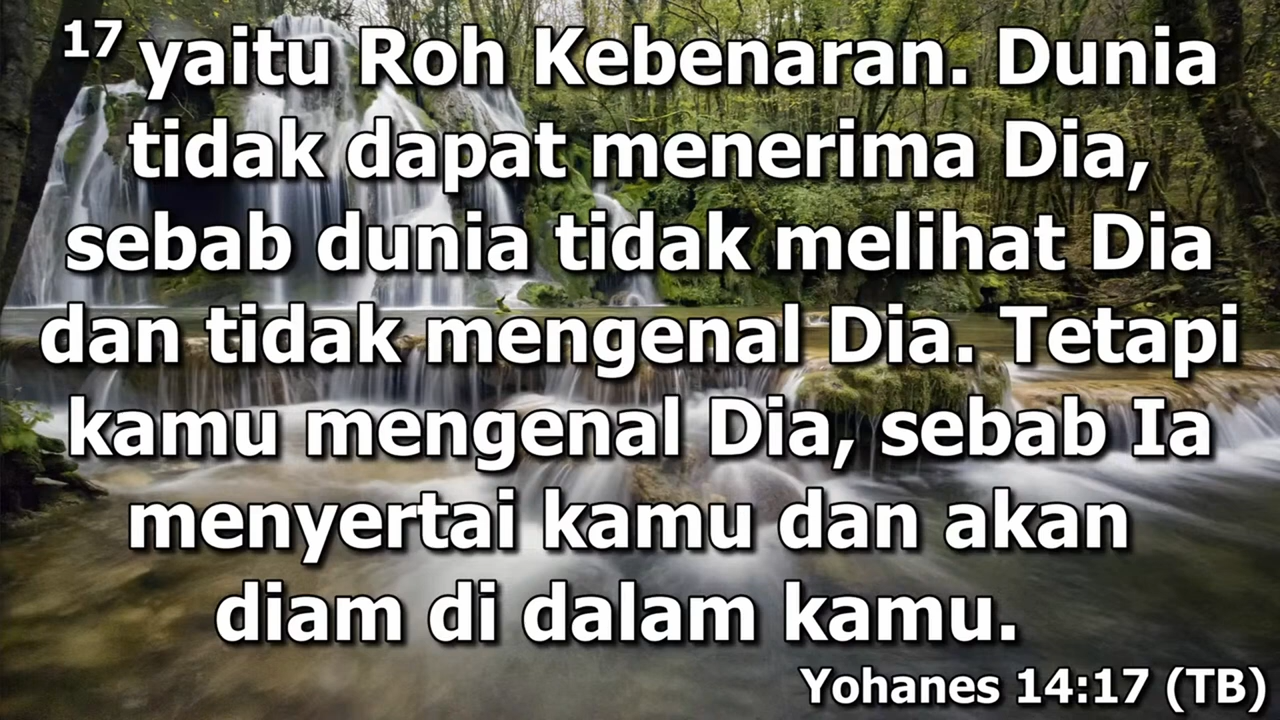 17 yaitu Roh Kebenaran. Dunia
tidak dapat menerima Dia,
sebab dunia tidak melihat Dia
dan tidak mengenal Dia. Tetapi
kamu mengenal Dia, sebab Ia
menyertai kamu dan akan
diam di dalam kamu.
Yohanes 14:17 (TB)